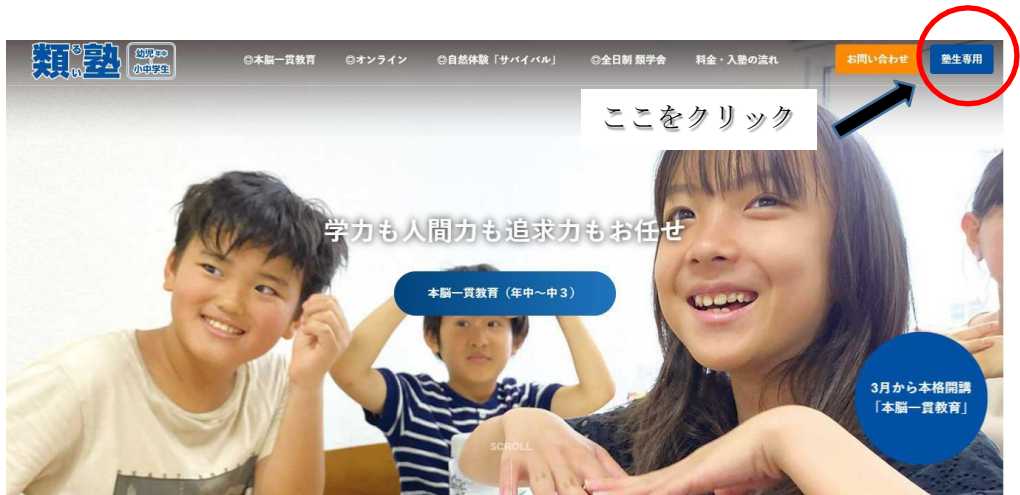 類塾
るい
幼児 年中
小中学生
◎本脳一貫教育
◎オンライン
◎自然体験「サバイバル」
◎全日制 類学舎
料金・入塾の流れ
お問い合わせ
塾生専用
ここをクリック
学力も人間力も追求力もお任せ
本脳一貫教育（年中～中３）
3月から本格開講
「本脳一貫教育」
SCROLL